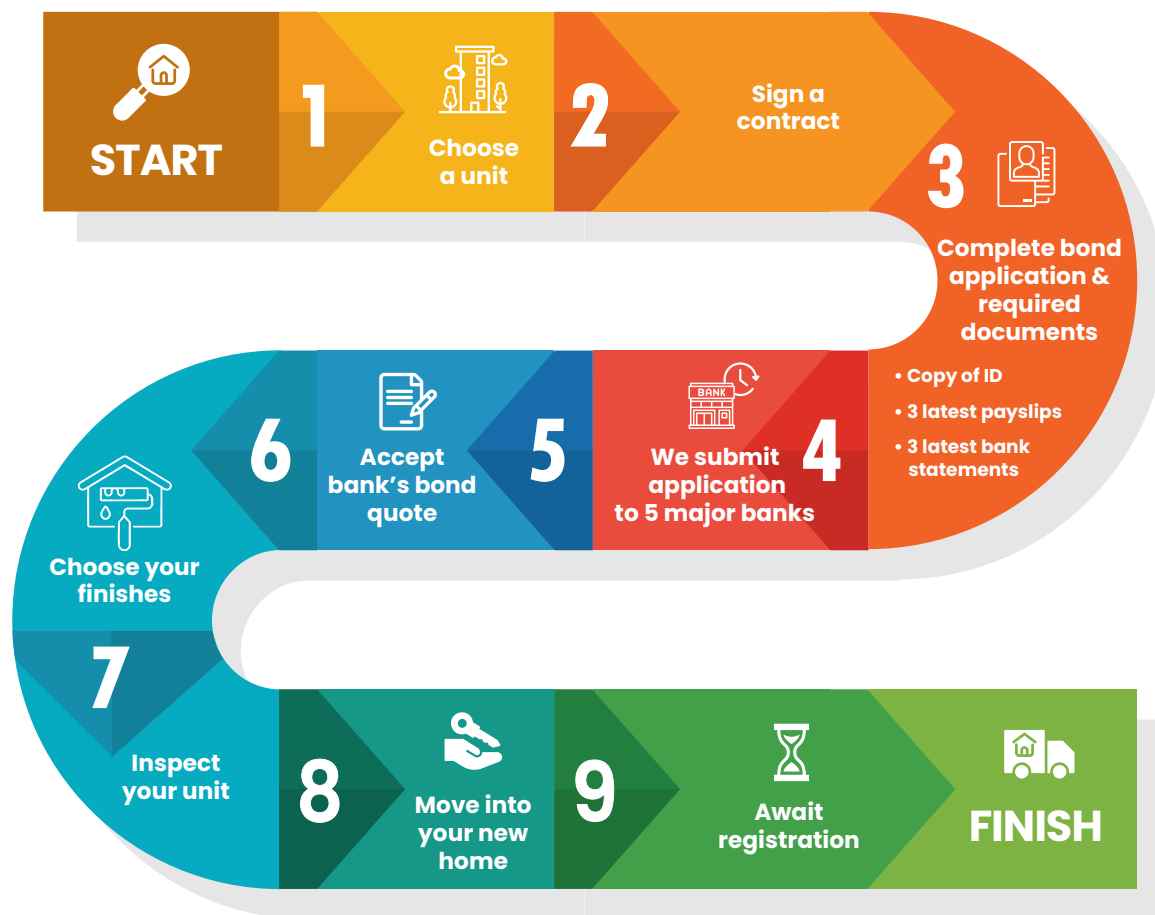 START
1
Choose
a unit
2
Sign a
contract
3
Complete bond
application &
required
documents
• Copy of ID
• 3 latest payslips
• 3 latest bank
statements
4
BANK
We submit
application
to 5 major banks
5
Accept
bank’s bond
quote
6
Choose your
finishes
7
Inspect
your unit
8
Move into
your new
home
9
Await
registration
FINISH